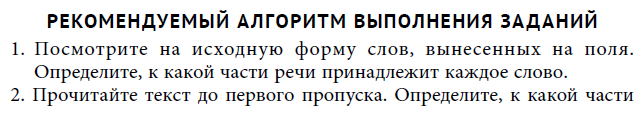 РЕКОМЕНДУЕМЫЙ АЛГОРИТМ ВЫПОЛНЕНИЯ ЗАДАНИЙ
1. Посмотрите на исходную форму слов, вынесенных на поля.
Определите, к какой части речи принадлежит каждое слово.
2. Прочитайте текст до первого пропуска. Определите, к какой части